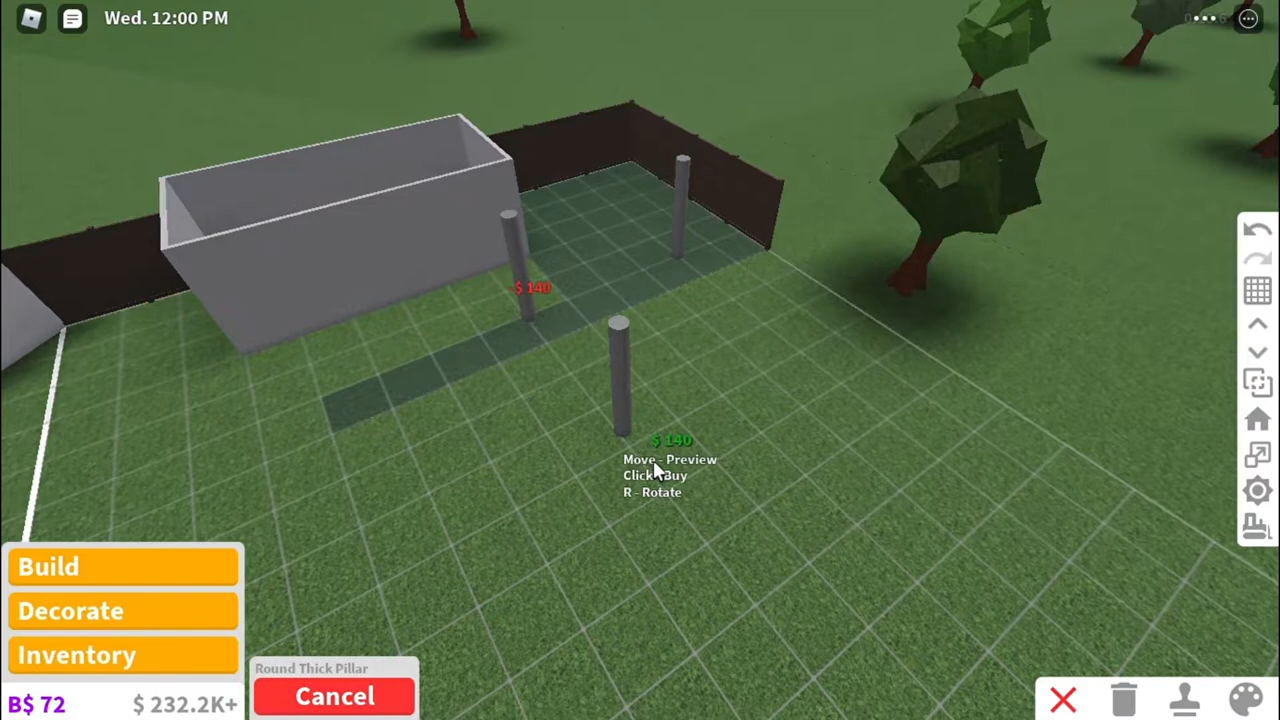 Wed. 12:00 PM
-$ 140
$ 140
Move - Preview
Click - Buy
R - Rotate
Build
Decorate
Inventory
Round Thick Pillar
Cancel
B$ 72
$ 232.2K+